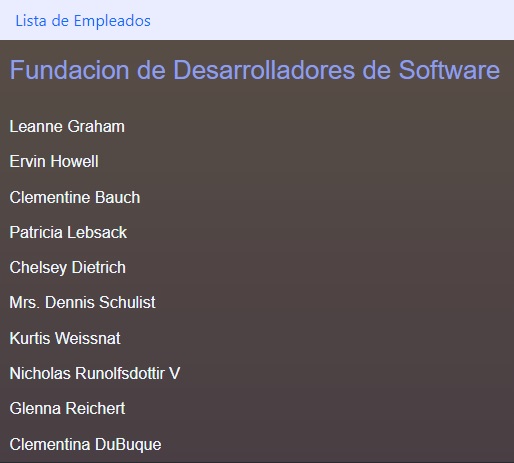 Lista de Empleados
Fundacion de Desarrolladores de Software
Leanne Graham
Ervin Howell
Clementine Bauch
Patricia Lebsack
Chelsey Dietrich
Mrs. Dennis Schulist
Kurtis Weissnat
Nicholas Runolfsdottir V
Glenna Reichert
Clementina DuBuque